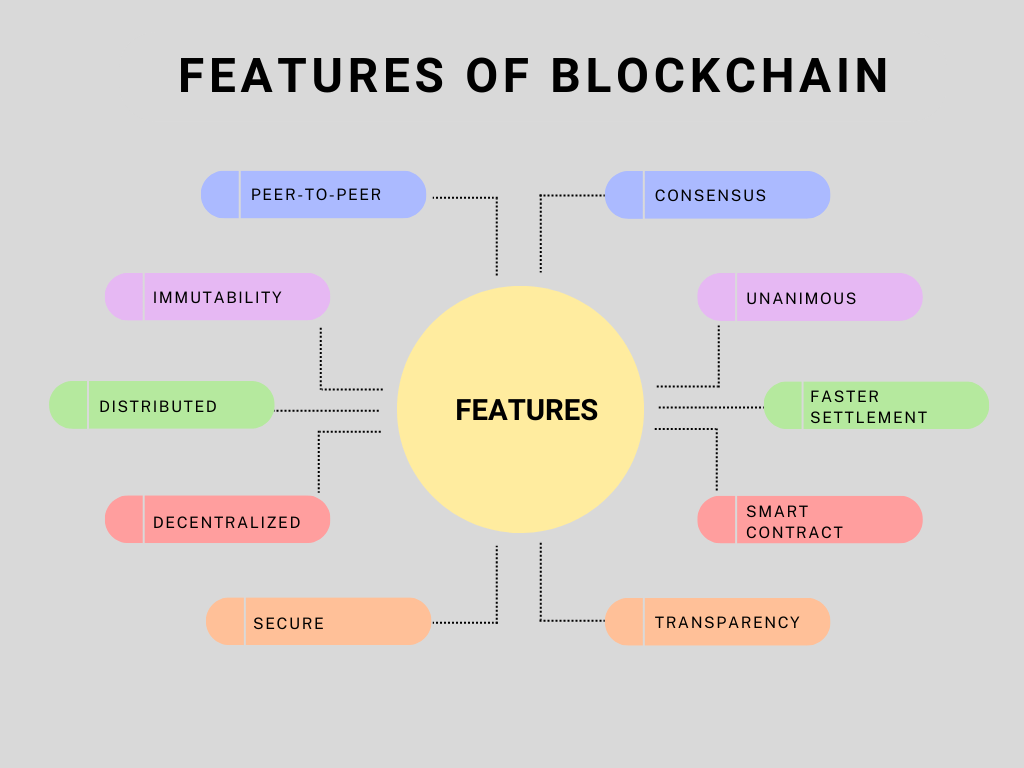 FEATURES OF BLOCKCHAIN
PEER-TO-PEER
CONSENSUS
IMMUTABILITY
UNANIMOUS
DISTRIBUTED
FEATURES
FASTER
SETTLEMENT
DECENTRALIZED
SMART
CONTRACT
SECURE
TRANSPARENCY